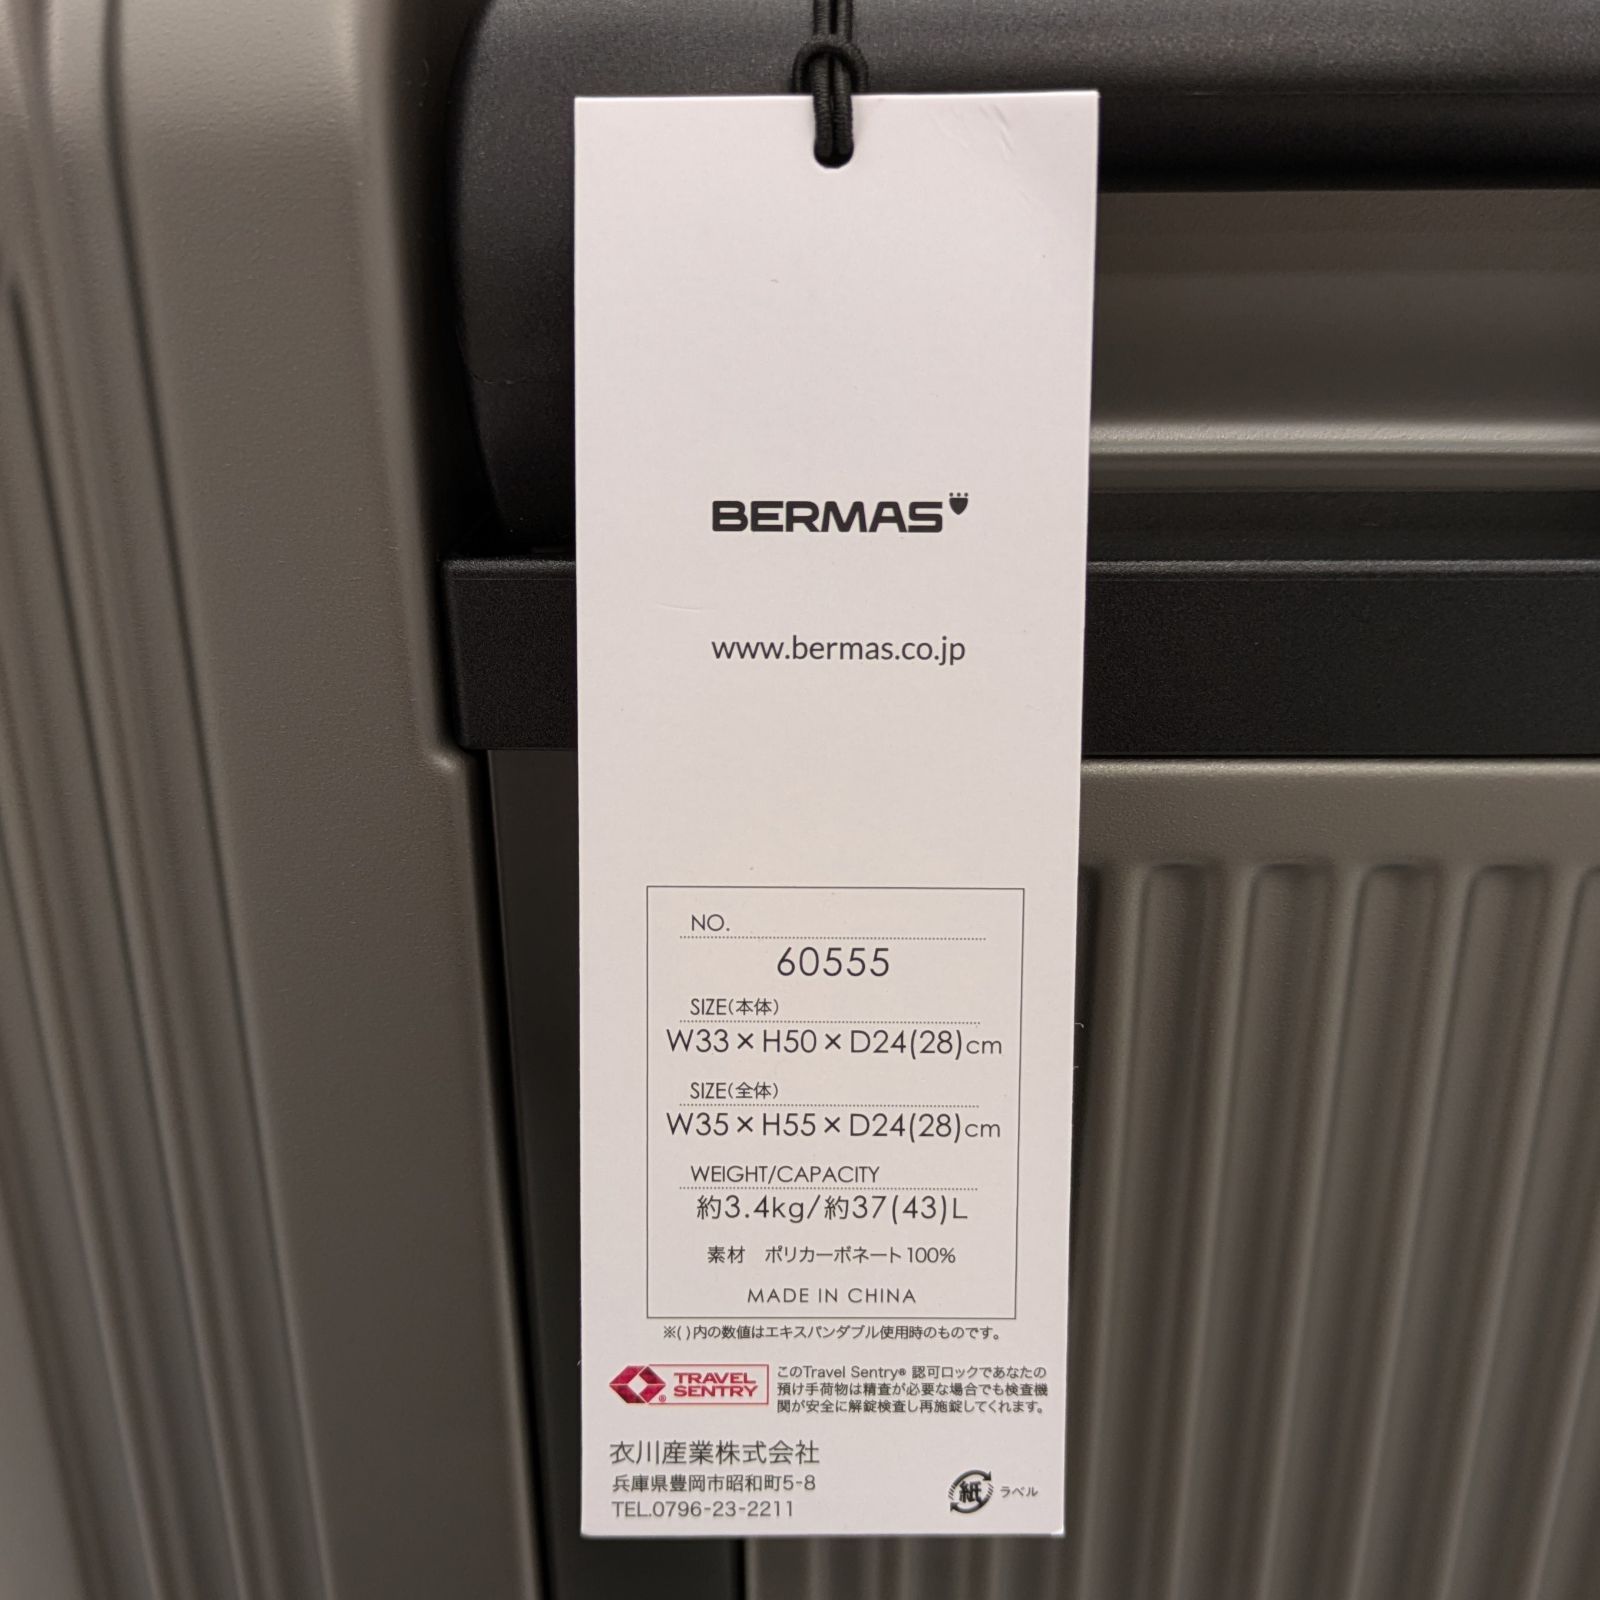 BERMAS
www.bermas.co.jp
NO.
60555
SIZE(本体)
W33×H50×D24(28)cm
SIZE(全体)
W35×H55×D24(28)cm
WEIGHT/CAPACITY
約3.4kg/約37(43)L
素材 ポリカーボネート100%
MADE IN CHINA
※( )内の数値はエキスパンダブル使用時のものです。
TRAVEL
SENTRY®
このTravel Sentry® 認可ロックであなたの
預け手荷物は精査が必要な場合でも検査機
関が安全に解錠検査し再施錠してくれます。
衣川産業株式会社
兵庫県豊岡市昭和町5-8
TEL.0796-23-2211
紙 ラベル